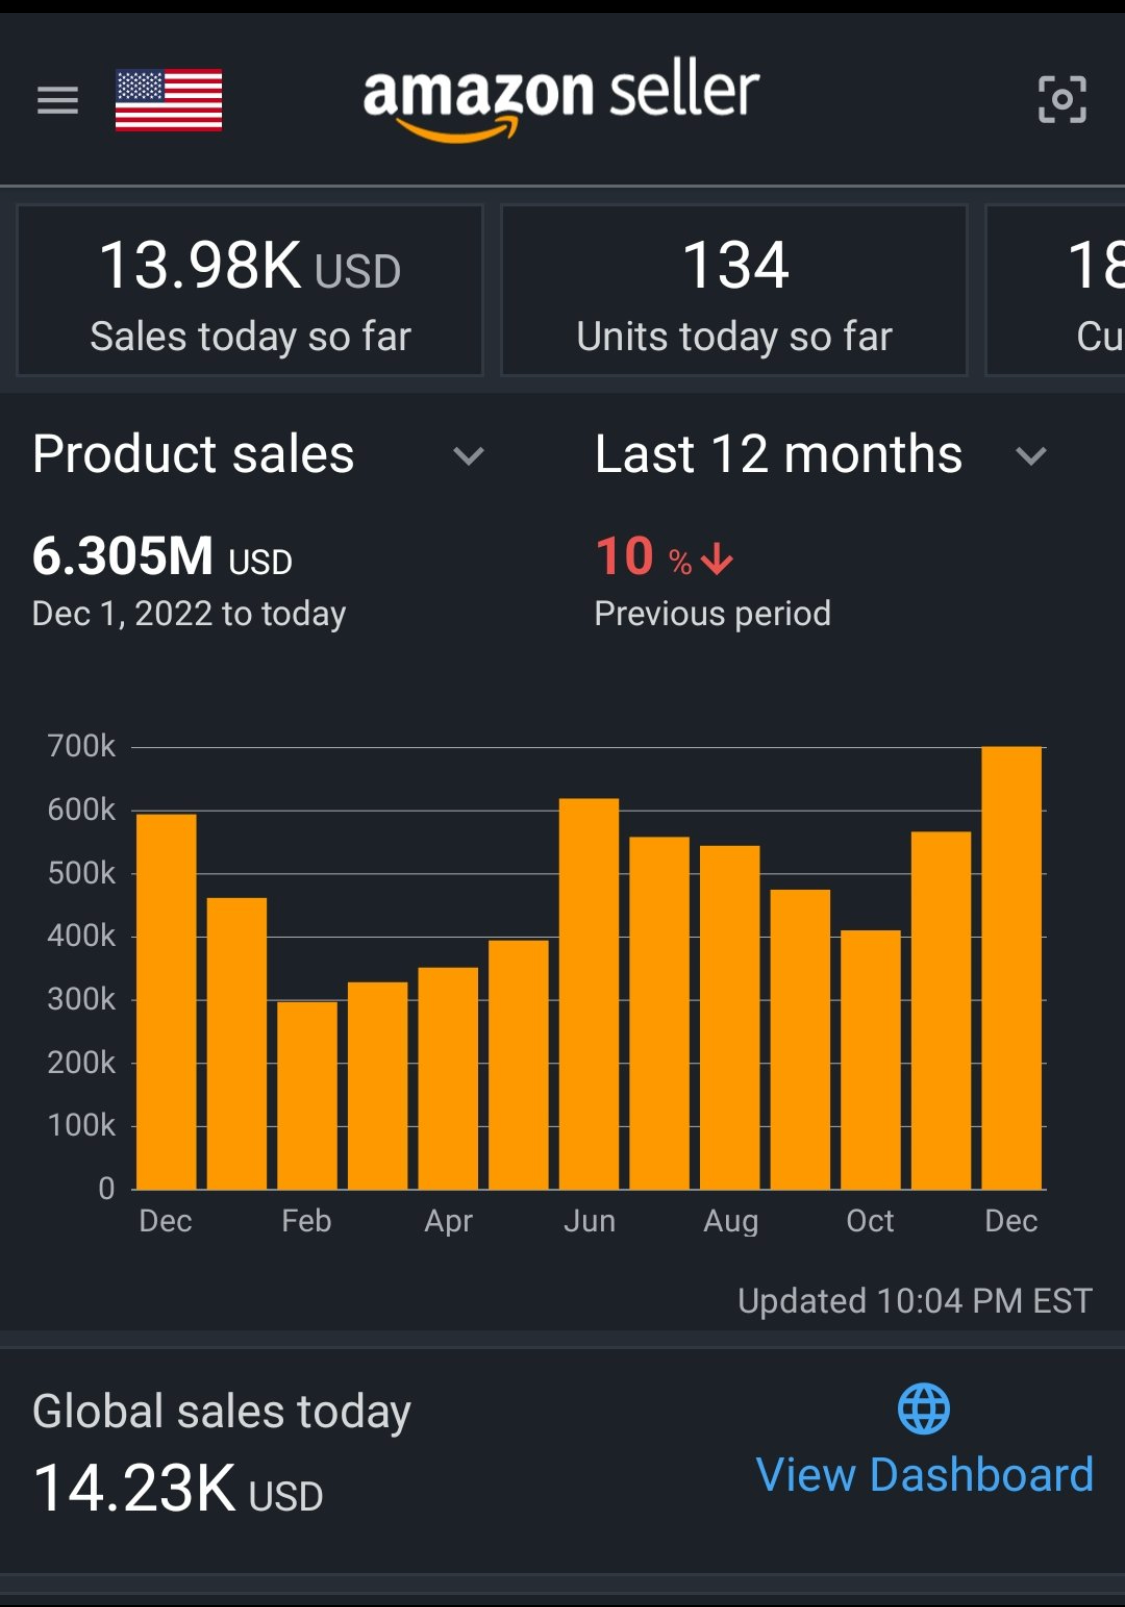 amazon seller
13.98K USD
Sales today so far
134
Units today so far
18
Cu
Product sales
Last 12 months
6.305M USD
Dec 1, 2022 to today
10 %
Previous period
700k
600k
500k
400k
300k
200k
100k
0
Dec Feb Apr Jun Aug Oct Dec
Updated 10:04 PM EST
Global sales today
14.23K USD
View Dashboard